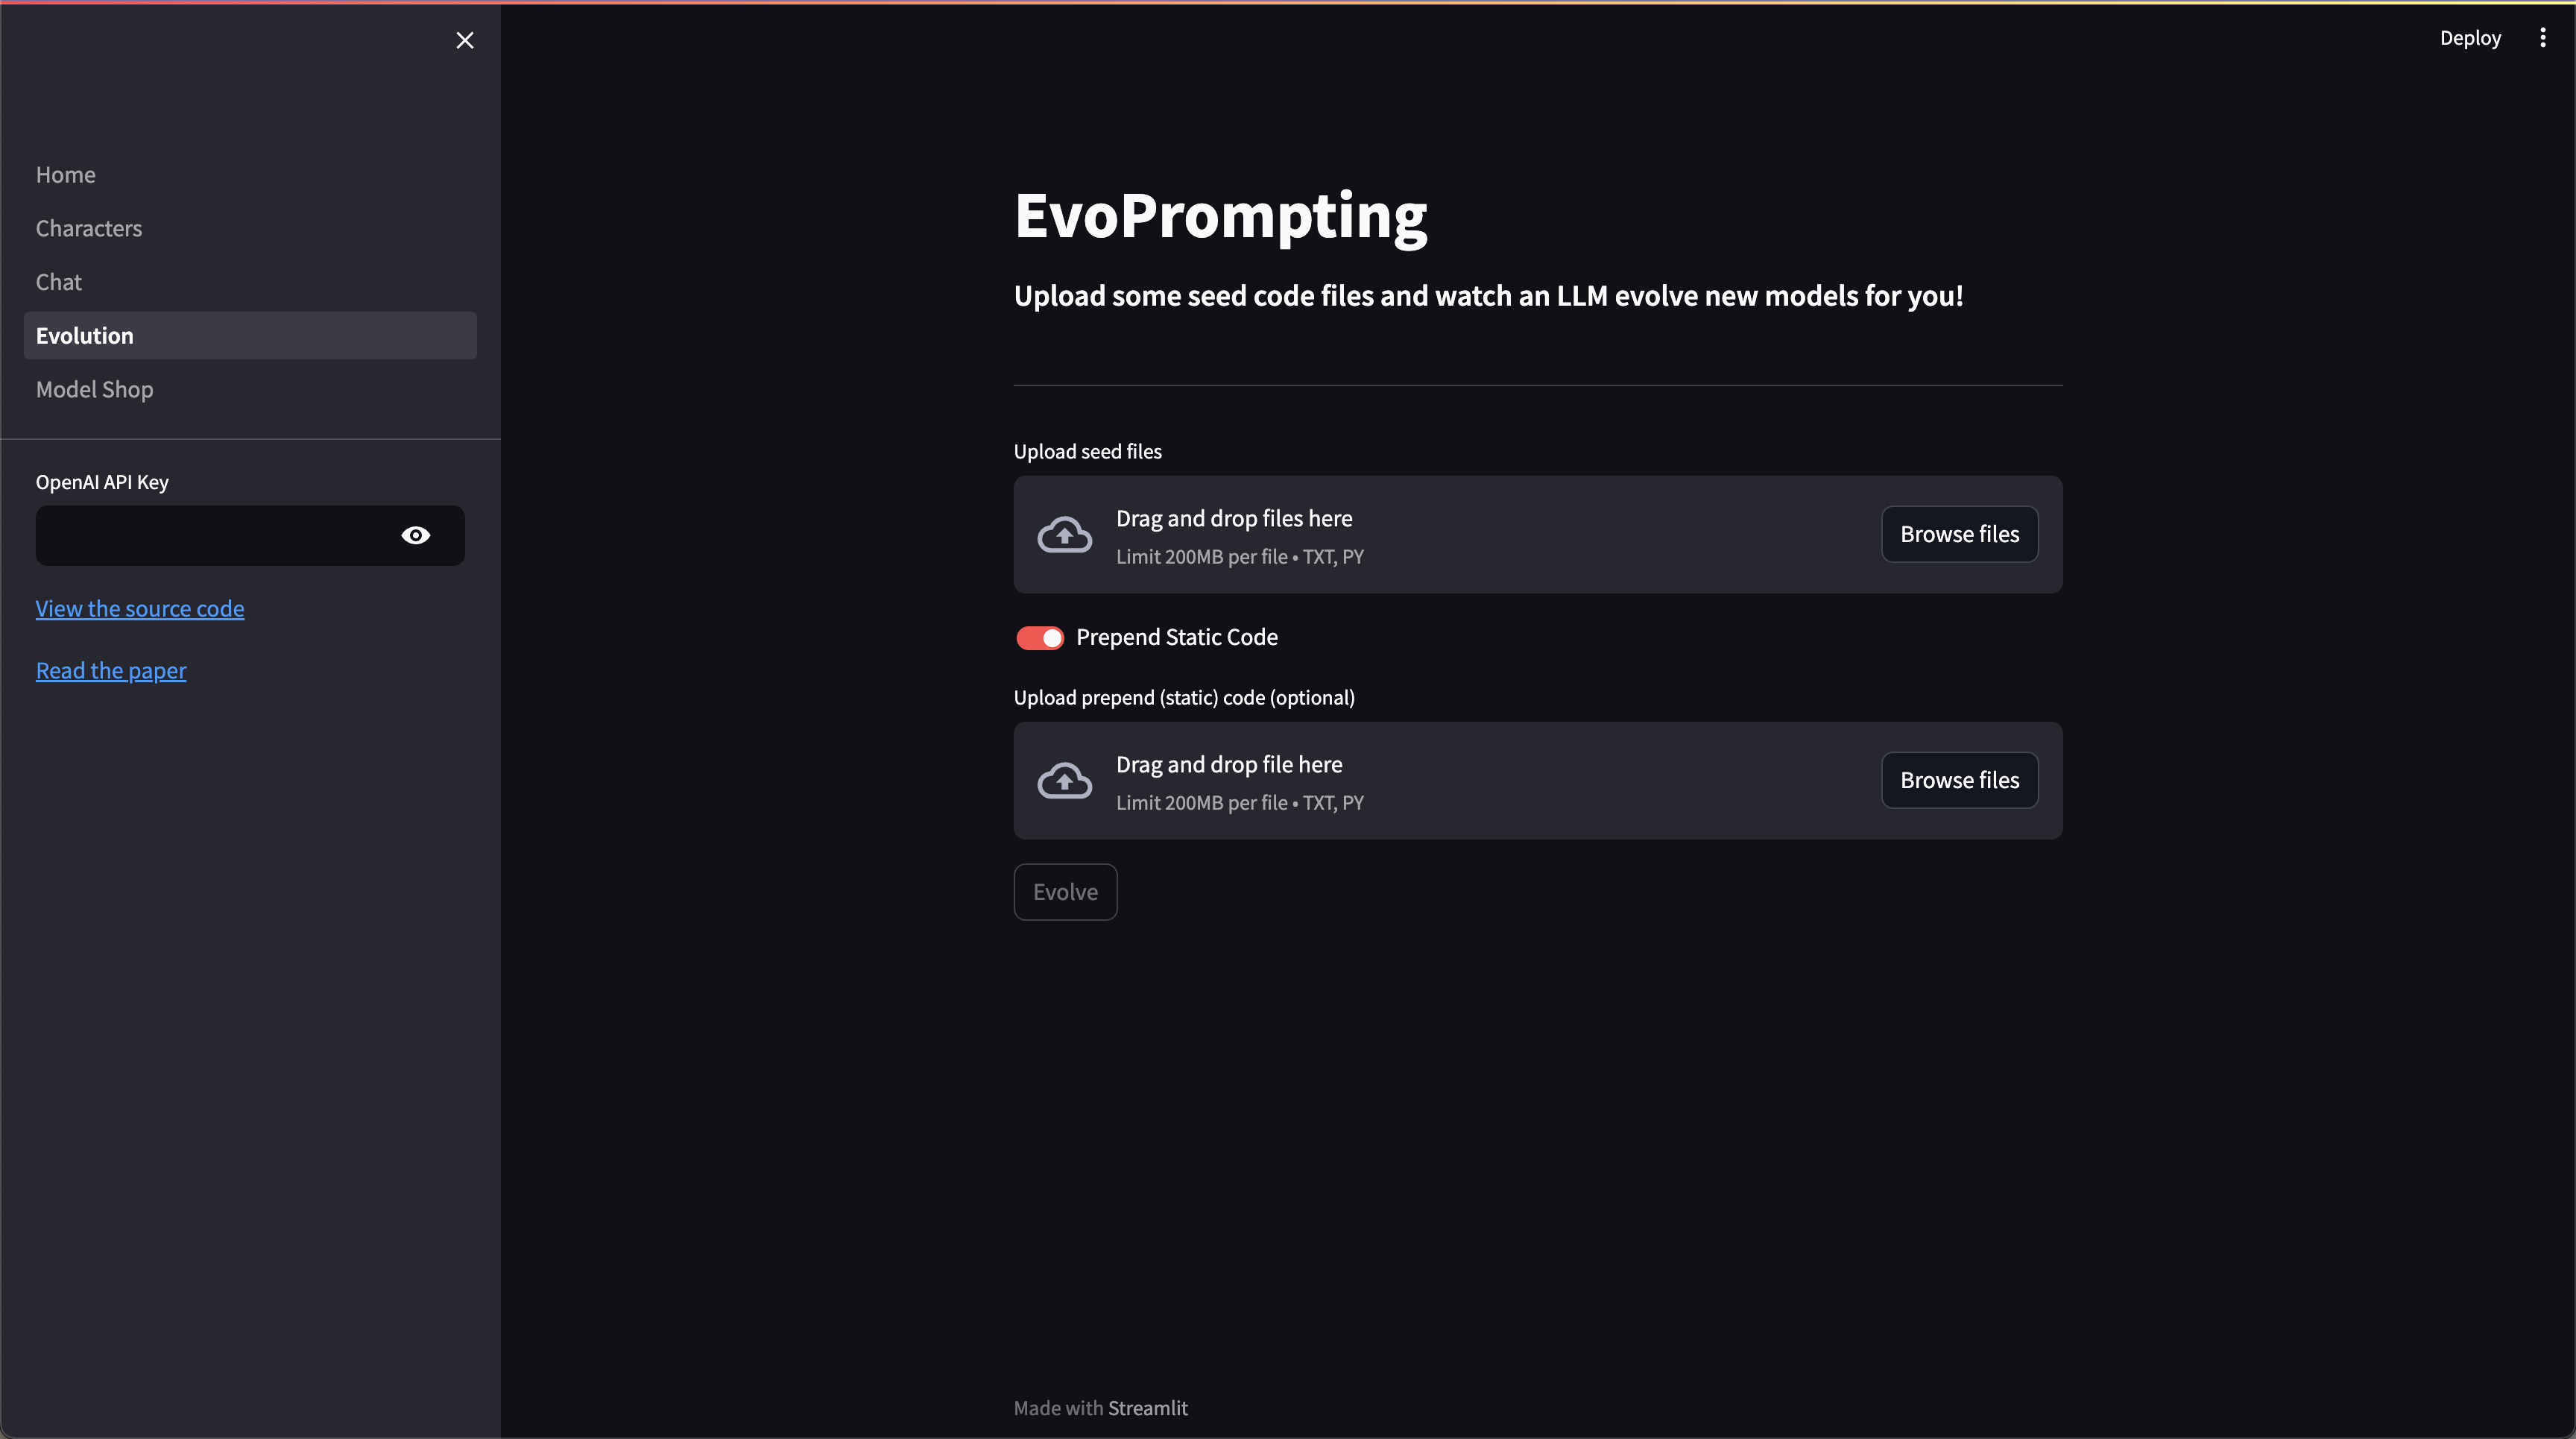 Deploy
Home
Characters
Chat
Evolution
Model Shop
OpenAI API Key
View the source code
Read the paper
EvoPrompting
Upload some seed code files and watch an LLM evolve new models for you!
Upload seed files
Drag and drop files here
Limit 200MB per file • TXT, PY
Browse files
Prepend Static Code
Upload prepend (static) code (optional)
Drag and drop file here
Limit 200MB per file • TXT, PY
Browse files
Evolve
Made with Streamlit